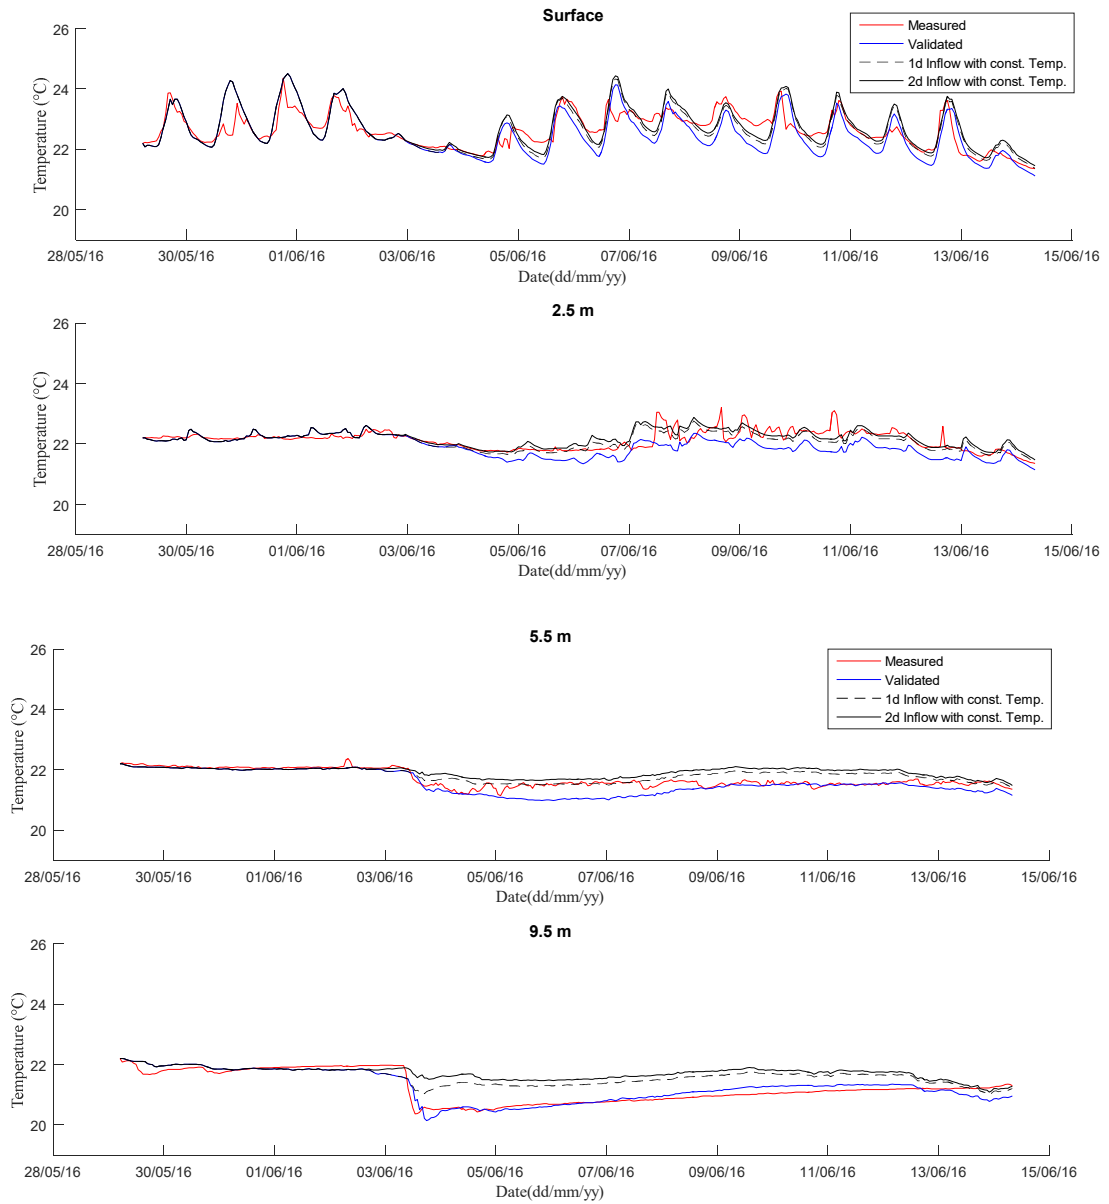 Surface
Measured
Validated
1d Inflow with const. Temp.
2d Inflow with const. Temp.
Temperature (°C)
26
24
22
20
28/05/16 30/05/16 01/06/16 03/06/16 05/06/16 07/06/16 09/06/16 11/06/16 13/06/16 15/06/16
Date(dd/mm/yy)
2.5 m
Temperature (°C)
26
24
22
20
28/05/16 30/05/16 01/06/16 03/06/16 05/06/16 07/06/16 09/06/16 11/06/16 13/06/16 15/06/16
Date(dd/mm/yy)
5.5 m
Measured
Validated
1d Inflow with const. Temp.
2d Inflow with const. Temp.
Temperature (°C)
26
24
22
20
28/05/16 30/05/16 01/06/16 03/06/16 05/06/16 07/06/16 09/06/16 11/06/16 13/06/16 15/06/16
Date(dd/mm/yy)
9.5 m
Temperature (°C)
26
24
22
20
28/05/16 30/05/16 01/06/16 03/06/16 05/06/16 07/06/16 09/06/16 11/06/16 13/06/16 15/06/16
Date(dd/mm/yy)